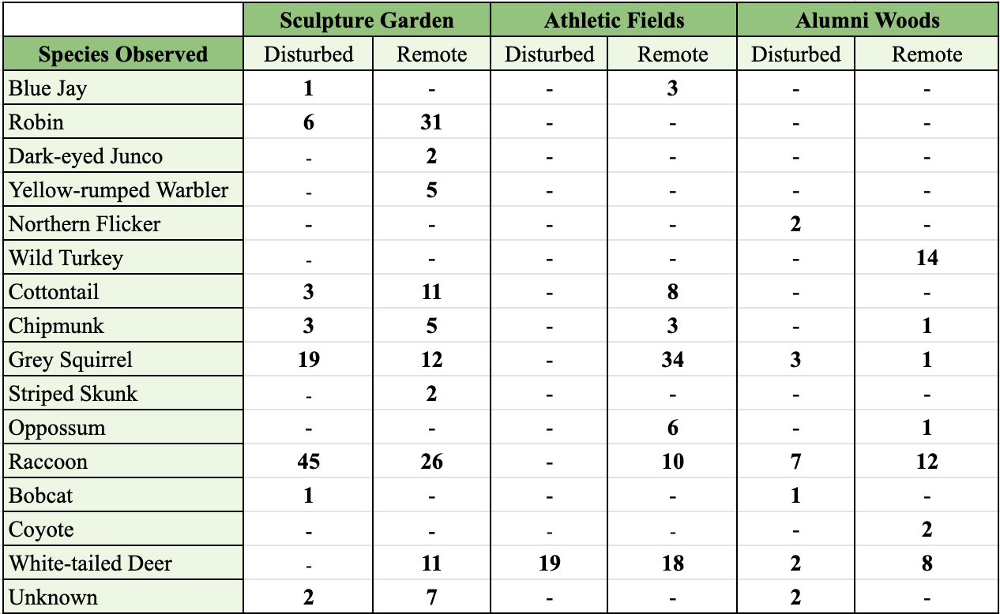 Sculpture Garden Athletic Fields Alumni Woods
Species Observed Disturbed Remote Disturbed Remote Disturbed Remote
Blue Jay 1 - - 3 - -
Robin 6 31 - - - -
Dark-eyed Junco - 2 - - - -
Yellow-rumped Warbler - 5 - - - -
Northern Flicker - - - - 2 -
Wild Turkey - - - - - 14
Cottontail 3 11 - 8 - -
Chipmunk 3 5 - 3 - 1
Grey Squirrel 19 12 - 34 3 1
Striped Skunk - 2 - - - -
Oppossum - - - 6 - 1
Raccoon 45 26 - 10 7 12
Bobcat 1 - - - 1 -
Coyote - - - - - 2
White-tailed Deer - 11 19 18 2 8
Unknown 2 7 - - 2 -